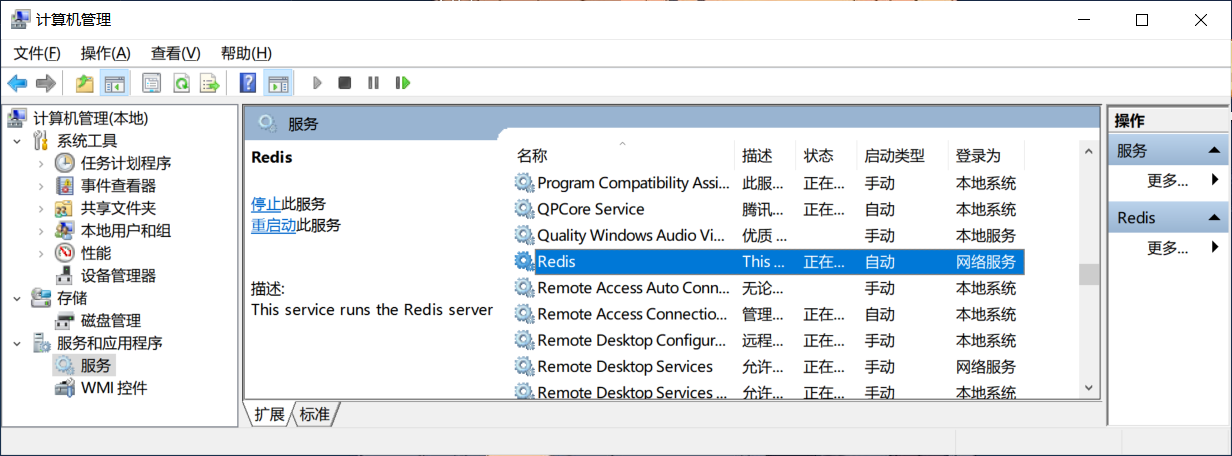 计算机管理
文件(F) 操作(A) 查看(V) 帮助(H)
计算机管理(本地)
系统工具
任务计划程序
事件查看器
共享文件夹
本地用户和组
性能
设备管理器
存储
磁盘管理
服务和应用程序
服务
WMI 控件
服务
Redis
停止此服务
重启动此服务
描述:
This service runs the Redis server
名称 描述 状态 启动类型 登录为
Program Compatibility Assi... 此服... 正在... 手动 本地系统
QPCore Service 腾讯... 正在... 自动 本地系统
Quality Windows Audio Vi... 优质 ... 手动 本地服务
Redis This ... 正在... 自动 网络服务
Remote Access Auto Conn... 无论... 手动 本地系统
Remote Access Connectio... 管理... 正在... 自动 本地系统
Remote Desktop Configur... 远程... 正在... 手动 本地系统
Remote Desktop Services 允许... 正在... 手动 网络服务
Remote Desktop Services ... 允许... 正在... 手动 本地系统
扩展 标准
操作
服务
更多...
Redis
更多...